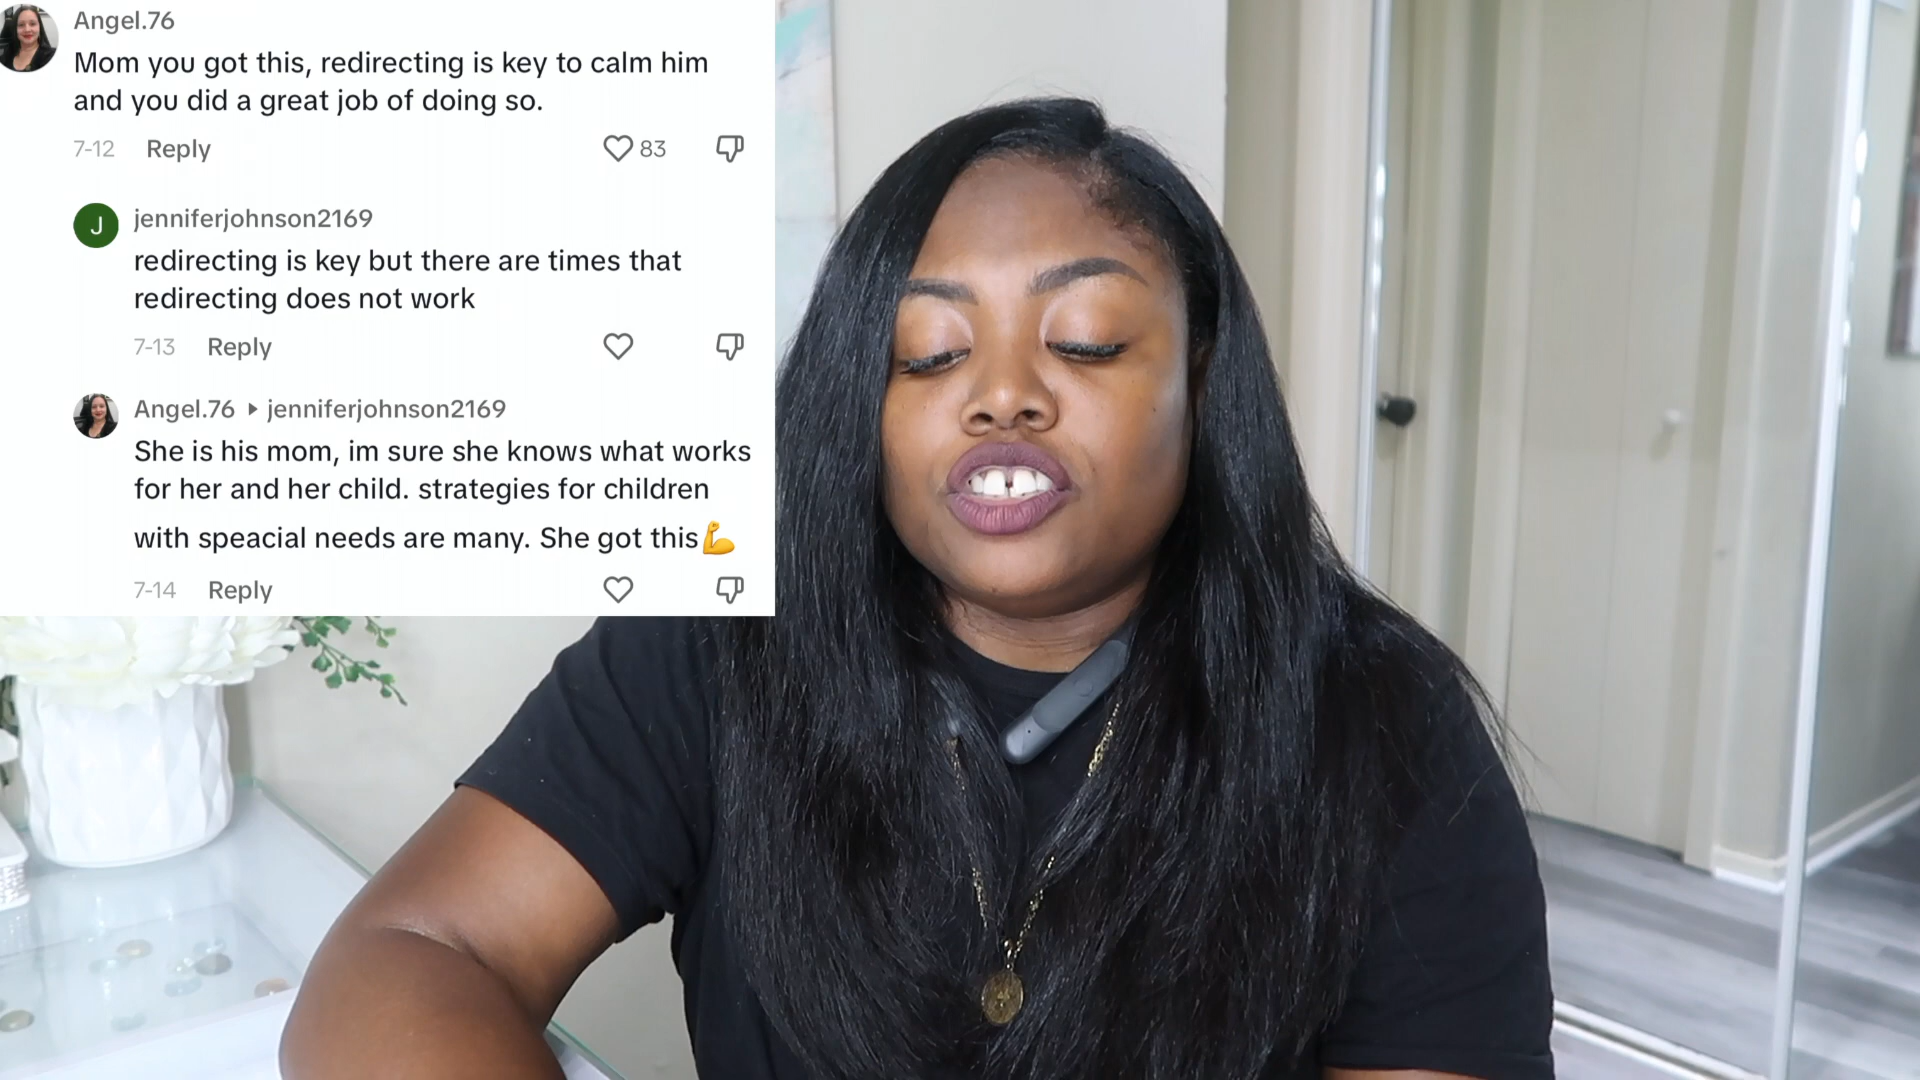 Angel.76
Mom you got this, redirecting is key to calm him
and you did a great job of doing so.
7-12 Reply 83
J jenniferjohnson2169
redirecting is key but there are times that
redirecting does not work
7-13 Reply
Angel.76 ▸ jenniferjohnson2169
She is his mom, im sure she knows what works
for her and her child. strategies for children
with speacial needs are many. She got this💪
7-14 Reply